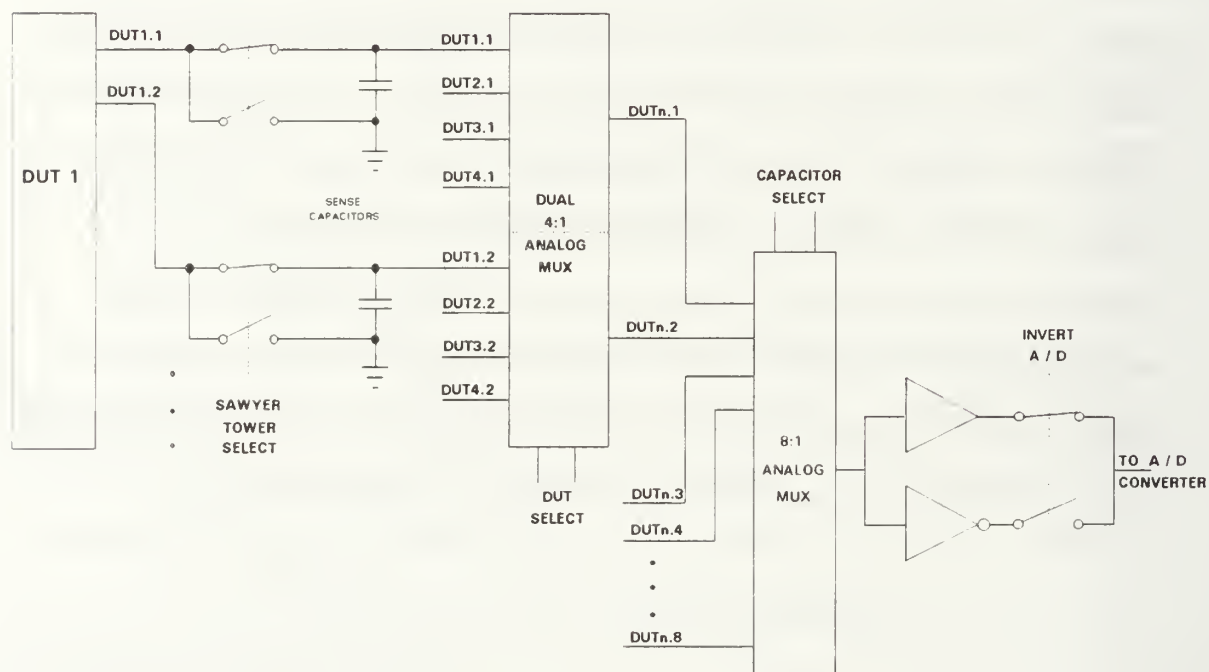 DUT 1
DUT1.1
DUT1.2
SENSE
CAPACITORS
SAWYER
TOWER
SELECT
DUT1.1
DUT2.1
DUT3.1
DUT4.1
DUT1.2
DUT2.2
DUT3.2
DUT4.2
DUAL
4:1
ANALOG
MUX
DUT
SELECT
DUTn.1
DUTn.2
DUTn.3
DUTn.4
DUTn.8
CAPACITOR
SELECT
8:1
ANALOG
MUX
INVERT
A / D
TO A / D
CONVERTER